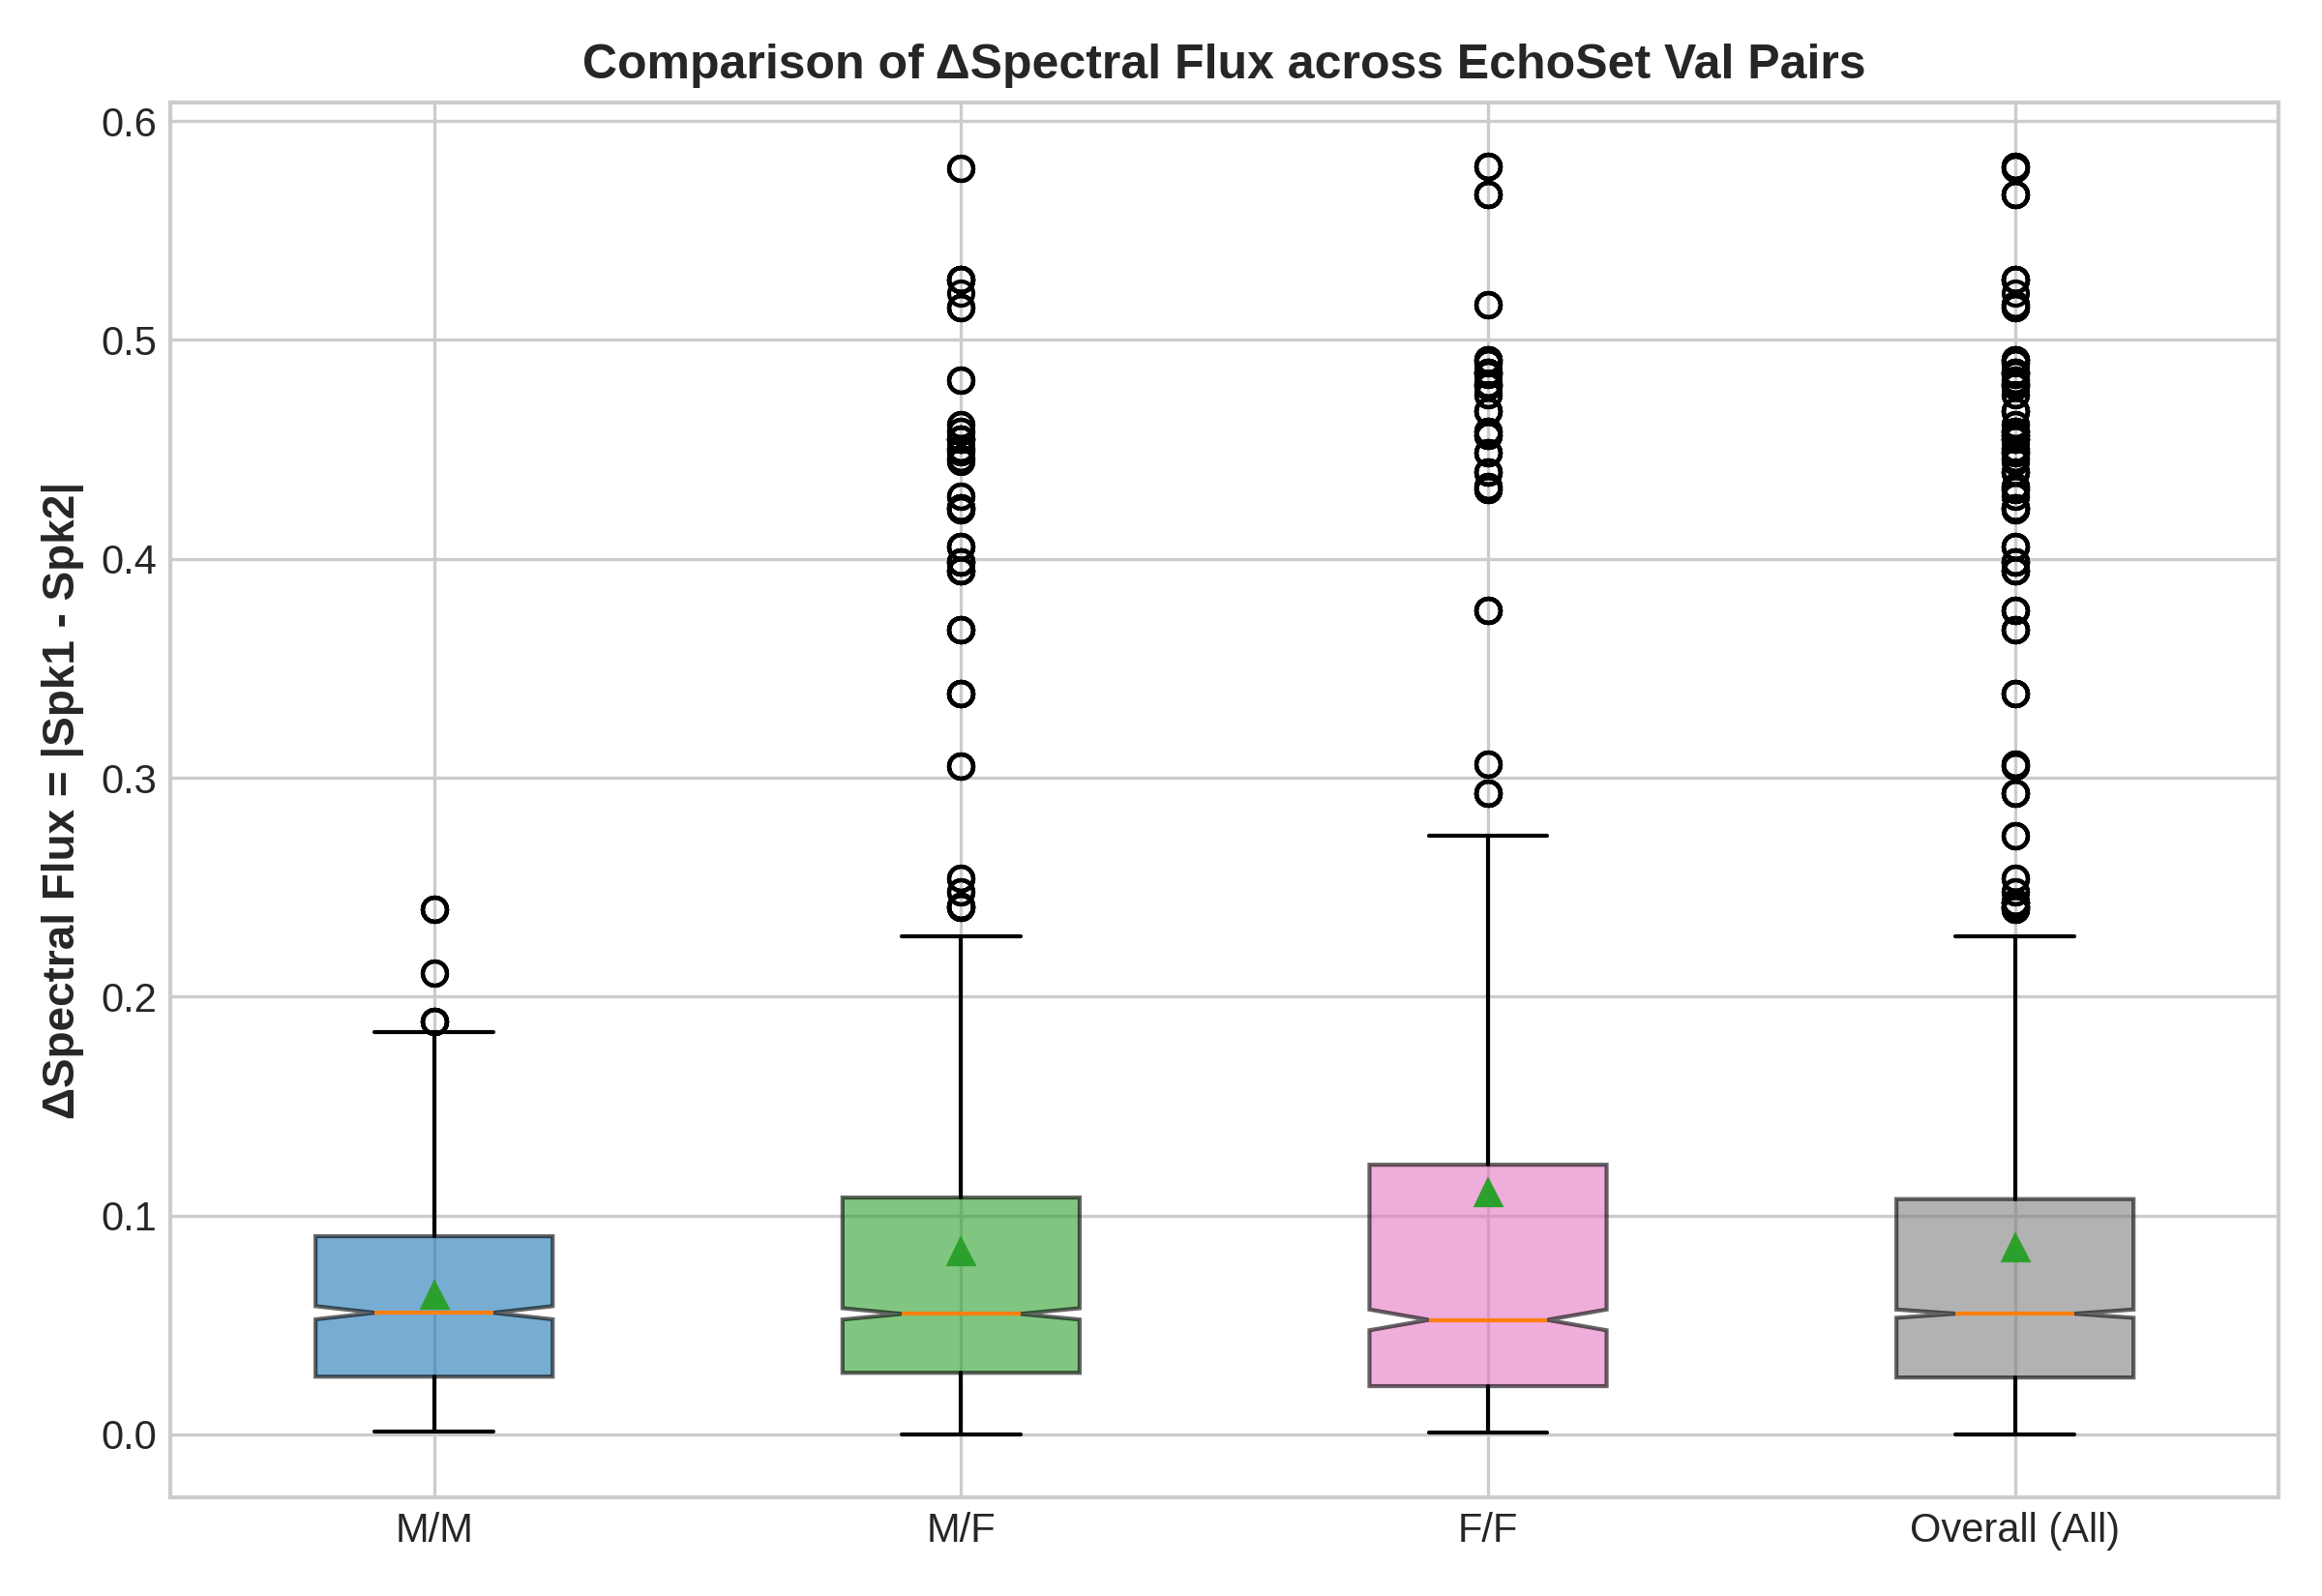 Comparison of ΔSpectral Flux across EchoSet Val Pairs
ΔSpectral Flux = |Spk1 - Spk2|
0.6
0.5
0.4
0.3
0.2
0.1
0.0
M/M
M/F
F/F
Overall (All)